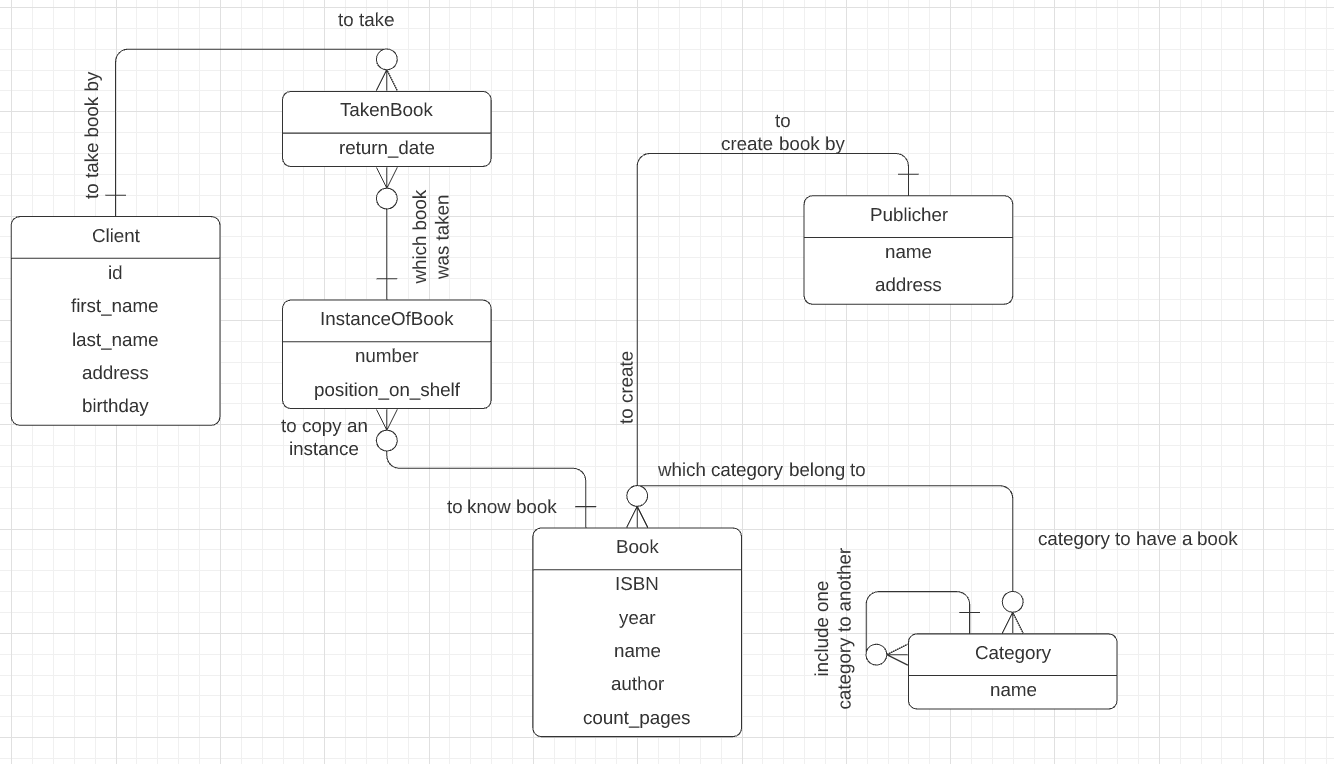 to take
to take book by
TakenBook
return_date
which book
was taken
Client
id
first_name
last_name
address
birthday
InstanceOfBook
number
position_on_shelf
to copy an
instance
to know book
to
create book by
Publicher
name
address
to create
which category belong to
category to have a book
Book
ISBN
year
name
author
count_pages
include one
category to another
Category
name